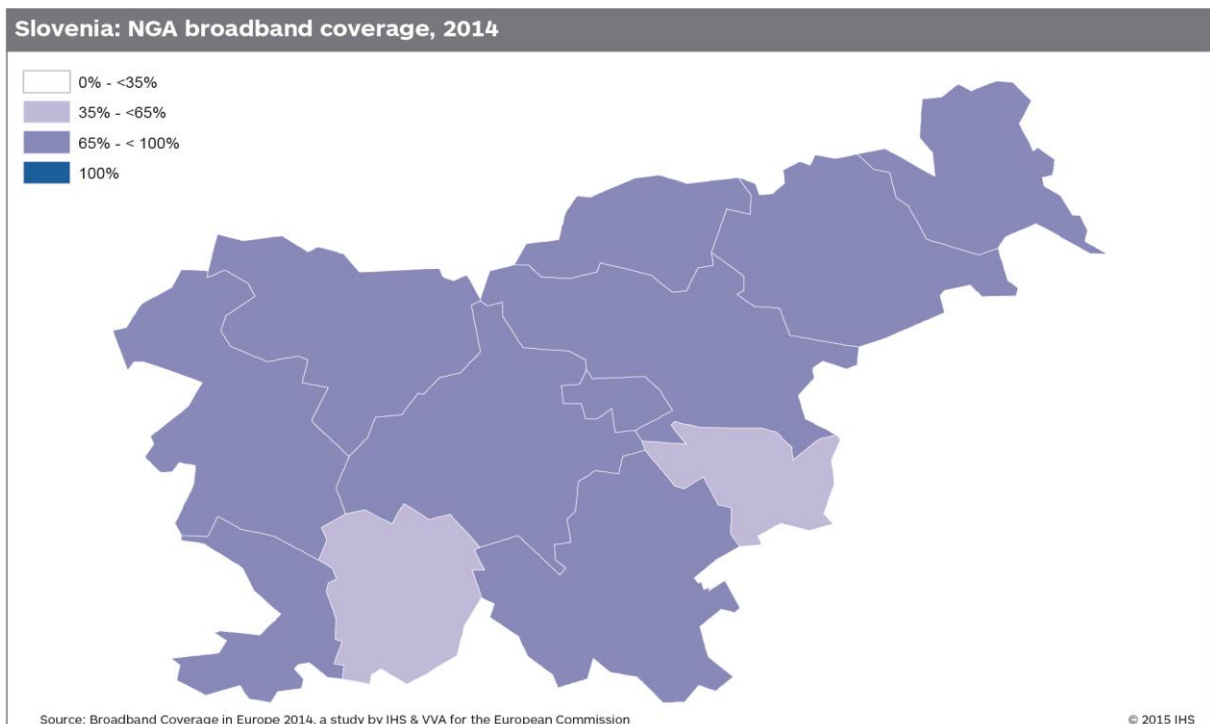 Slovenia: NGA broadband coverage, 2014
0% - <35%
35% - <65%
65% - < 100%
100%
Source: Broadband Coverage in Europe 2014, a study by IHS & VVA for the European Commission
© 2015 IHS